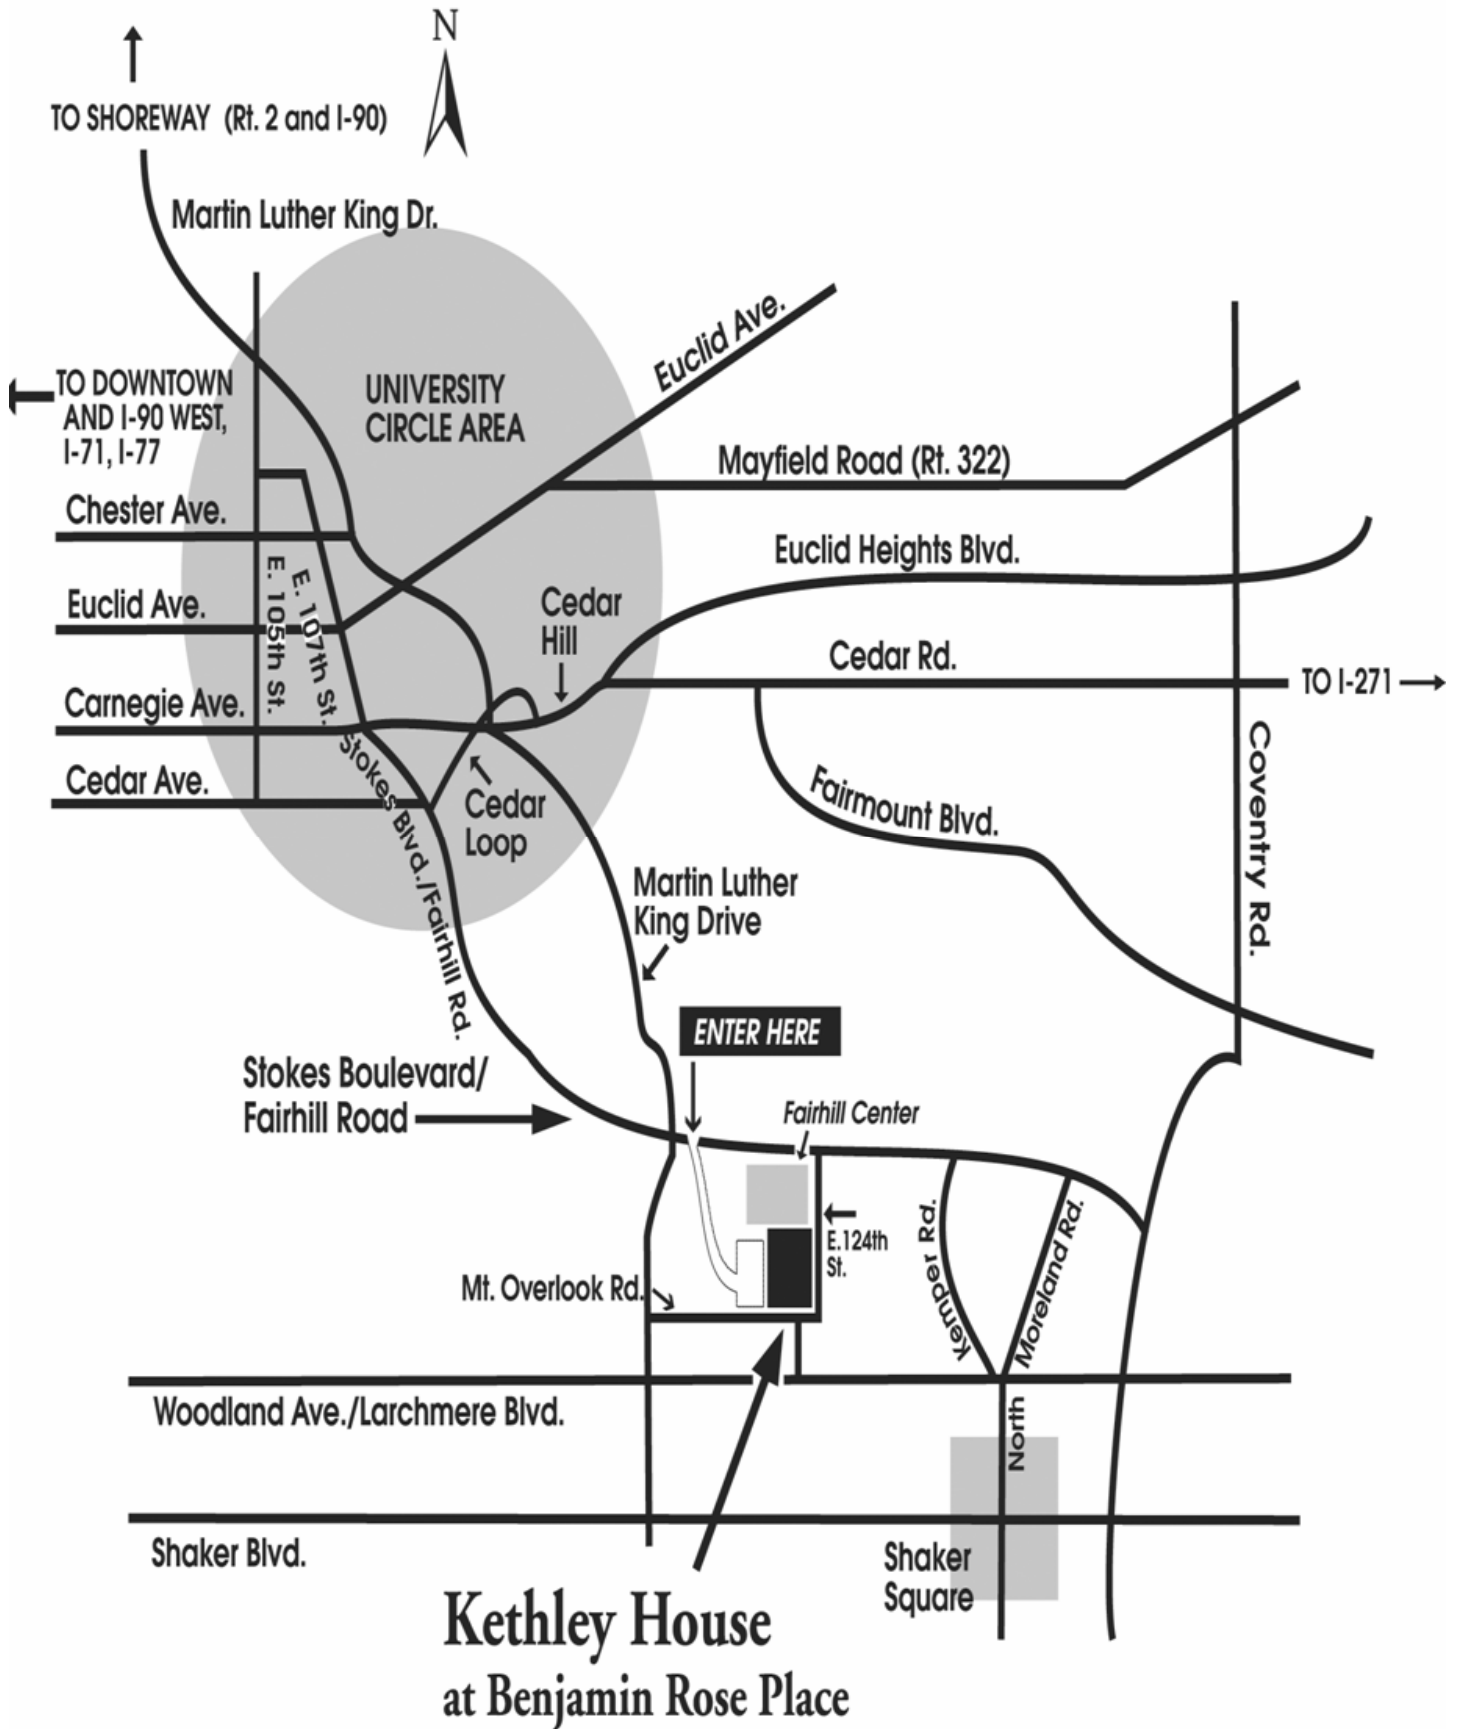 N
TO SHOREWAY (Rt. 2 and I-90)
Martin Luther King Dr.
Euclid Ave.
TO DOWNTOWN
AND I-90 WEST,
I-71, I-77
UNIVERSITY
CIRCLE AREA
Mayfield Road (Rt. 322)
Chester Ave.
Euclid Heights Blvd.
E. 105th St.
E. 107th St.
Euclid Ave.
Cedar
Hill
Cedar Rd.
TO I-271
Carnegie Ave.
Coventry Rd.
Stokes Blvd./Fairhill Rd.
Cedar Ave.
Cedar
Loop
Fairmount Blvd.
Martin Luther
King Drive
ENTER HERE
Stokes Boulevard/
Fairhill Road
Fairhill Center
E.124th
St.
Kemper Rd.
Moreland Rd.
Mt. Overlook Rd.
Woodland Ave./Larchmere Blvd.
North
Shaker Blvd.
Shaker
Square
Kethley House
at Benjamin Rose Place